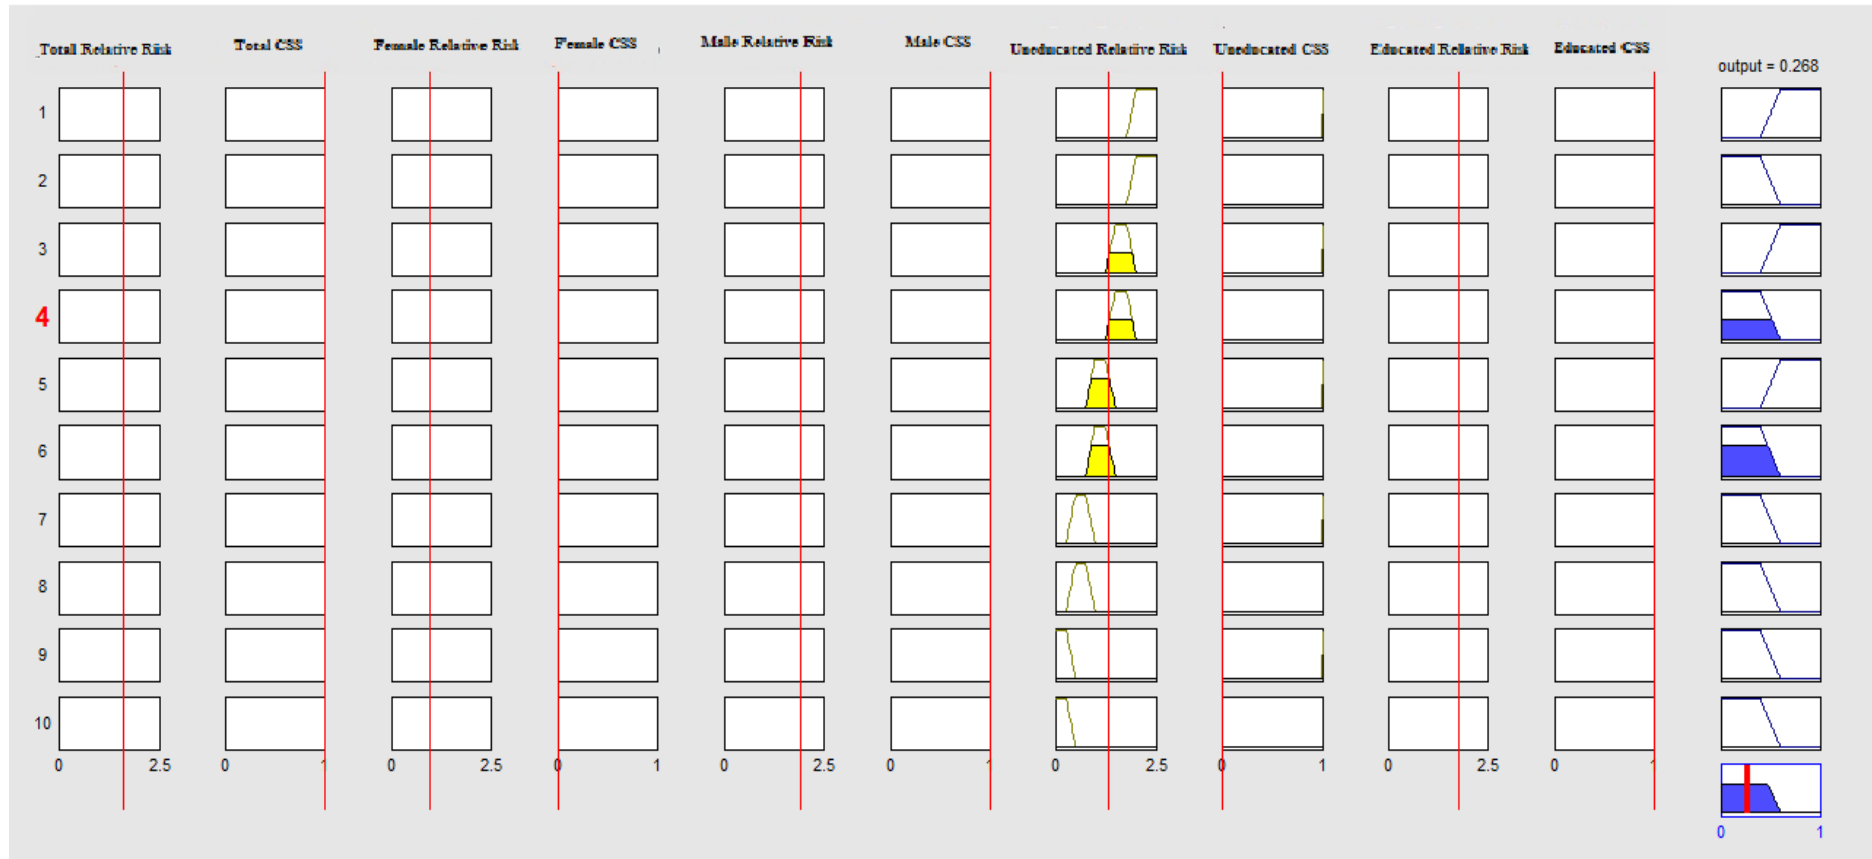 Total Relative Risk
Total CSS
Female Relative Risk
Female CSS
Male Relative Risk
Male CSS
Uneducated Relative Risk
Uneducated CSS
Educated Relative Risk
Educated CSS
output = 0.268
1
2
3
4
5
6
7
8
9
10
0 2.5 0 1 0 2.5 0 1 0 2.5 0 1 0 2.5 0 1 0 2.5 0 1
0 1